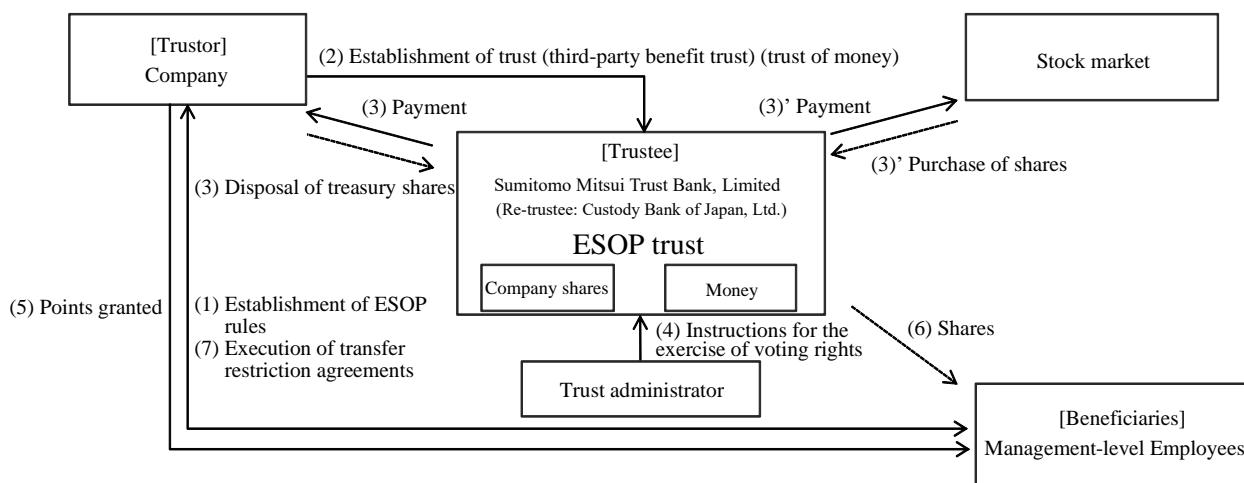 [Trustor]
Company
(2) Establishment of trust (third-party benefit trust) (trust of money)
Stock market
(3) Payment
(3)’ Payment
[Trustee]
(3) Disposal of treasury shares
(3)’ Purchase of shares
Sumitomo Mitsui Trust Bank, Limited
(Re-trustee: Custody Bank of Japan, Ltd.)
ESOP trust
Company shares
Money
(5) Points granted
(1) Establishment of ESOP
rules
(7) Execution of transfer
restriction agreements
(4) Instructions for the
exercise of voting rights
(6) Shares
Trust administrator
[Beneficiaries]
Management-level Employees